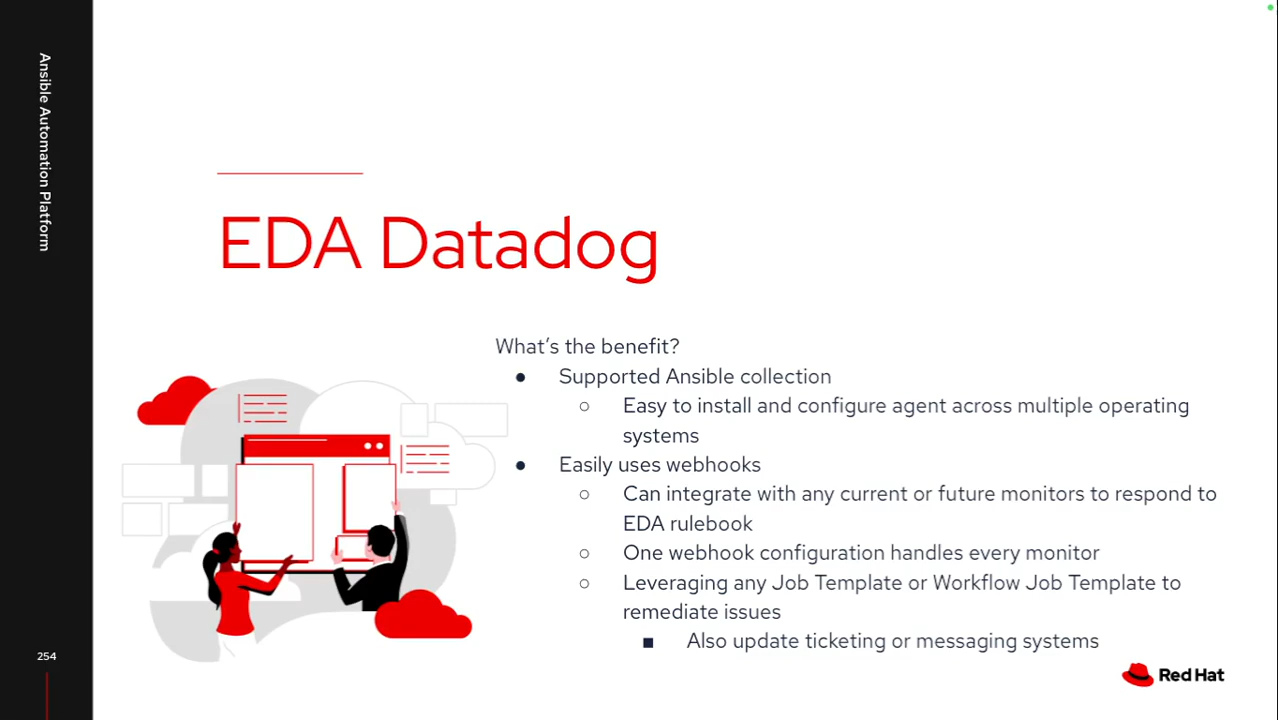 Ansible Automation Platform
EDA Datadog
What’s the benefit?
● Supported Ansible collection
○ Easy to install and configure agent across multiple operating
systems
● Easily uses webhooks
○ Can integrate with any current or future monitors to respond to
EDA rulebook
○ One webhook configuration handles every monitor
○ Leveraging any Job Template or Workflow Job Template to
remediate issues
■ Also update ticketing or messaging systems
254
Red Hat